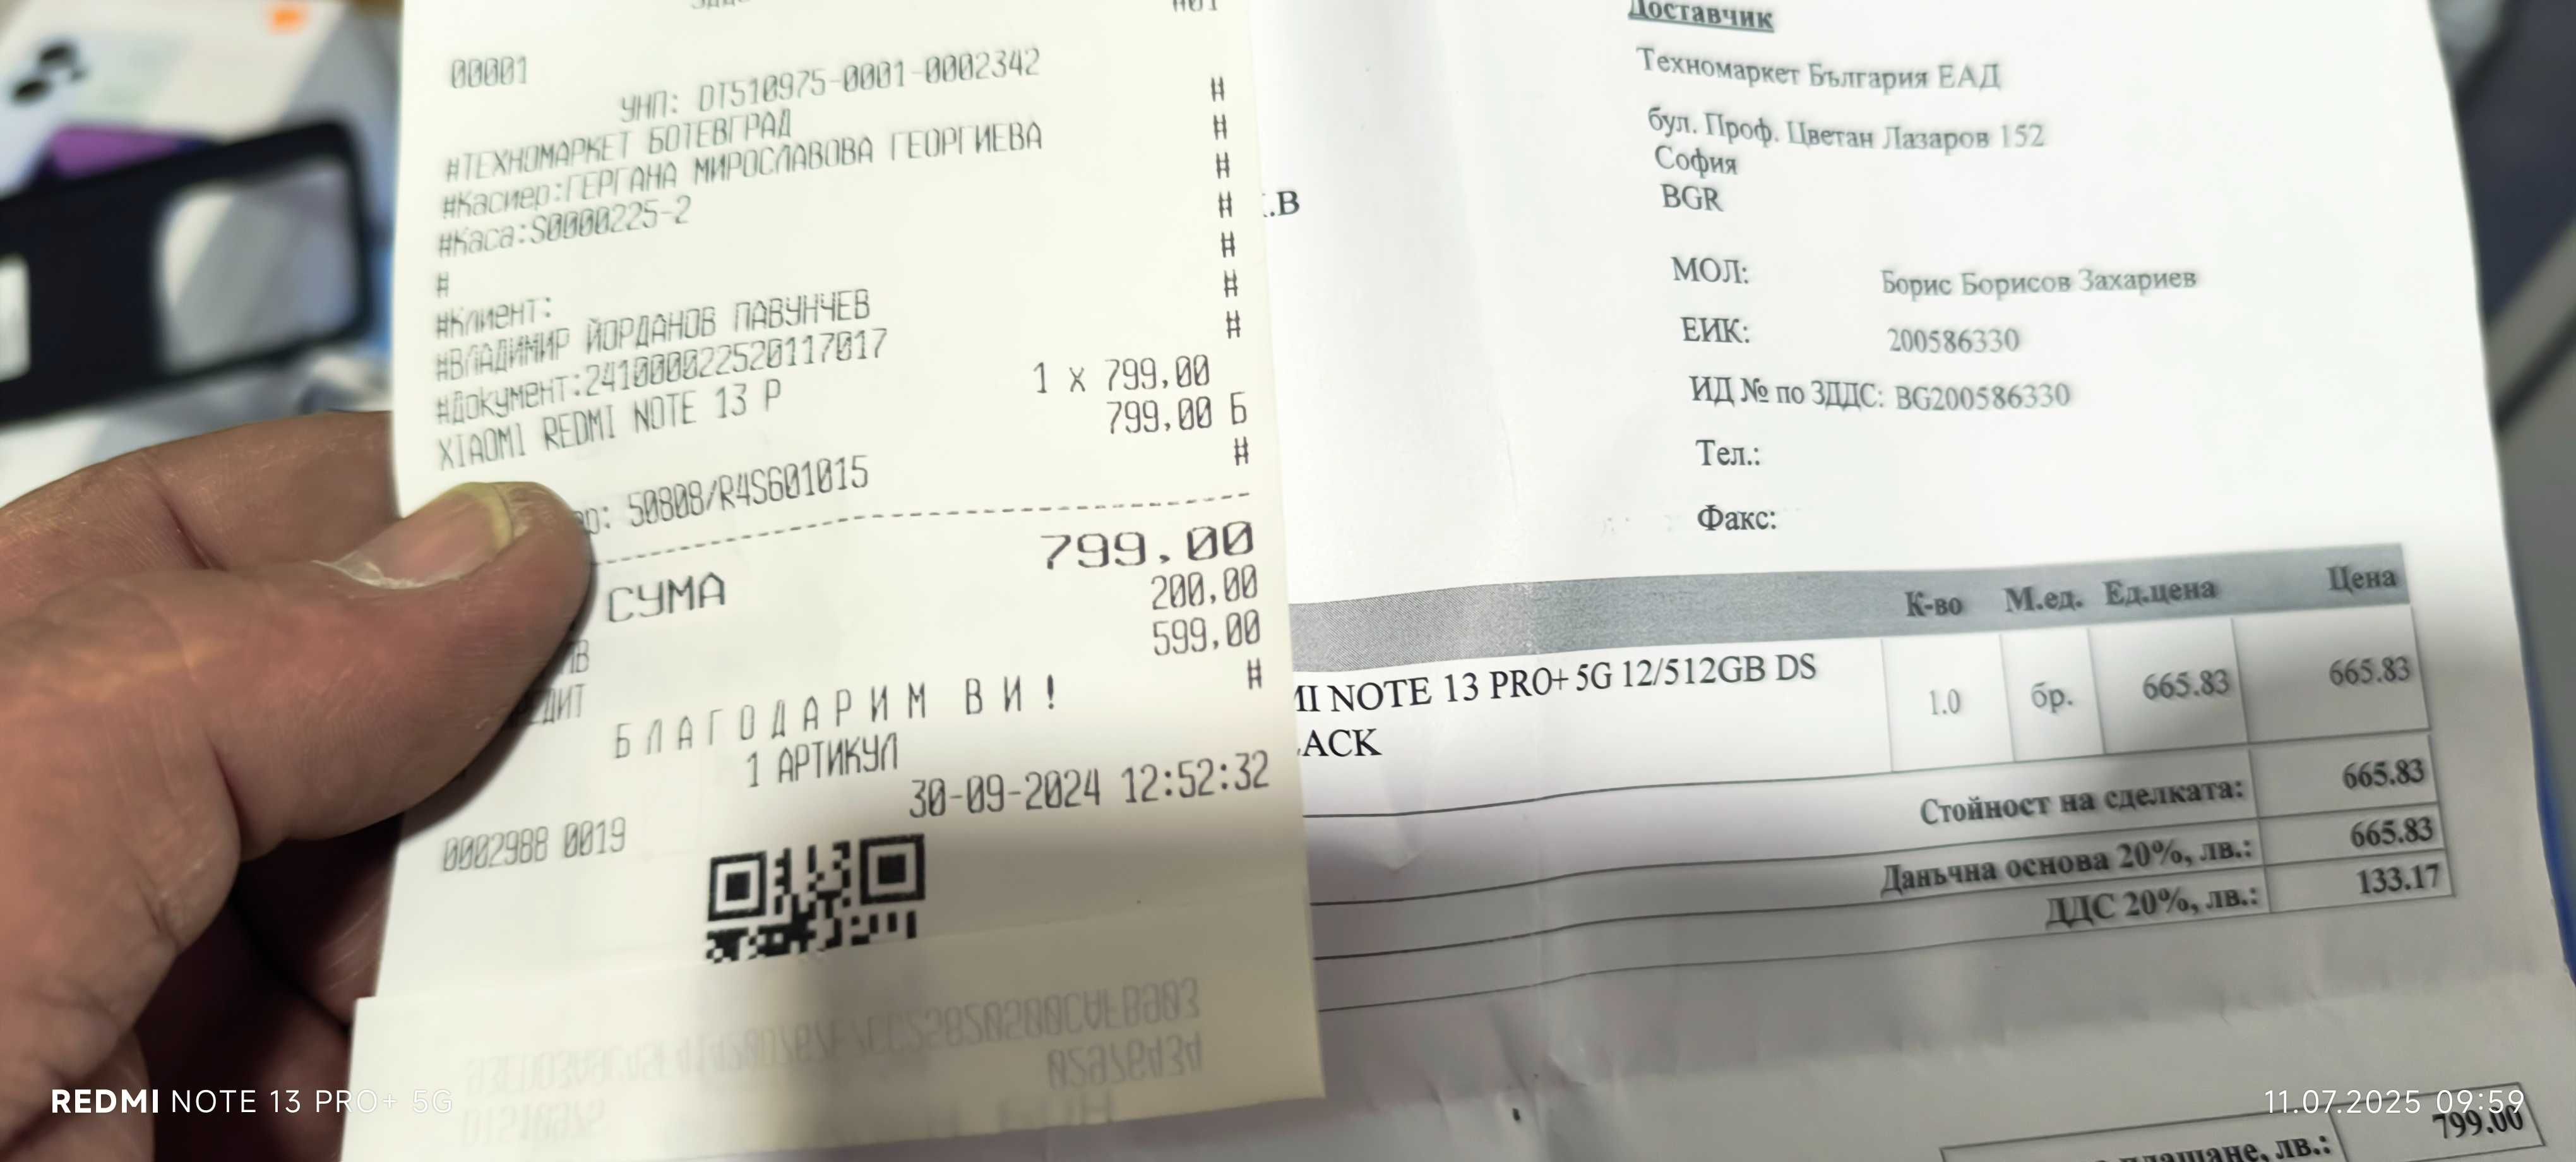 00001
УНП: DT510975-0001-0002342
#ТЕХНОМАРКЕТ БОТЕВГРАД #
#Касиер:ГЕРГАНА МИРОСЛАВОВА ГЕОРГИЕВА #
#Каса:S0000225-2 #
# #
#Клиент: #
#ВЛАДИМИР ЙОРДАНОВ ПАВУНЧЕВ #
#Документ:241000022520117017 #
XIAOMI REDMI NOTE 13 P
1 x 799,00
799,00 Б
50808/R4S601015 #
СУМА 799,00
200,00
599,00
#
БЛАГОДАРИМ ВИ!
1 АРТИКУЛ
30-09-2024 12:52:32
0002988 0019
Доставчик
Техномаркет България ЕАД
бул. Проф. Цветан Лазаров 152
София
BGR
.В
МОЛ: Борис Борисов Захариев
ЕИК: 200586330
ИД № по ЗДДС: BG200586330
Тел.:
Факс:
К-во М.ед. Ед.цена Цена
MI NOTE 13 PRO+ 5G 12/512GB DS 1.0 бр. 665.83 665.83
ACK
Стойност на сделката: 665.83
Данъчна основа 20%, лв.: 665.83
ДДС 20%, лв.: 133.17
плащане, лв.: 799.00
REDMI NOTE 13 PRO+ 5G
11.07.2025 09:59